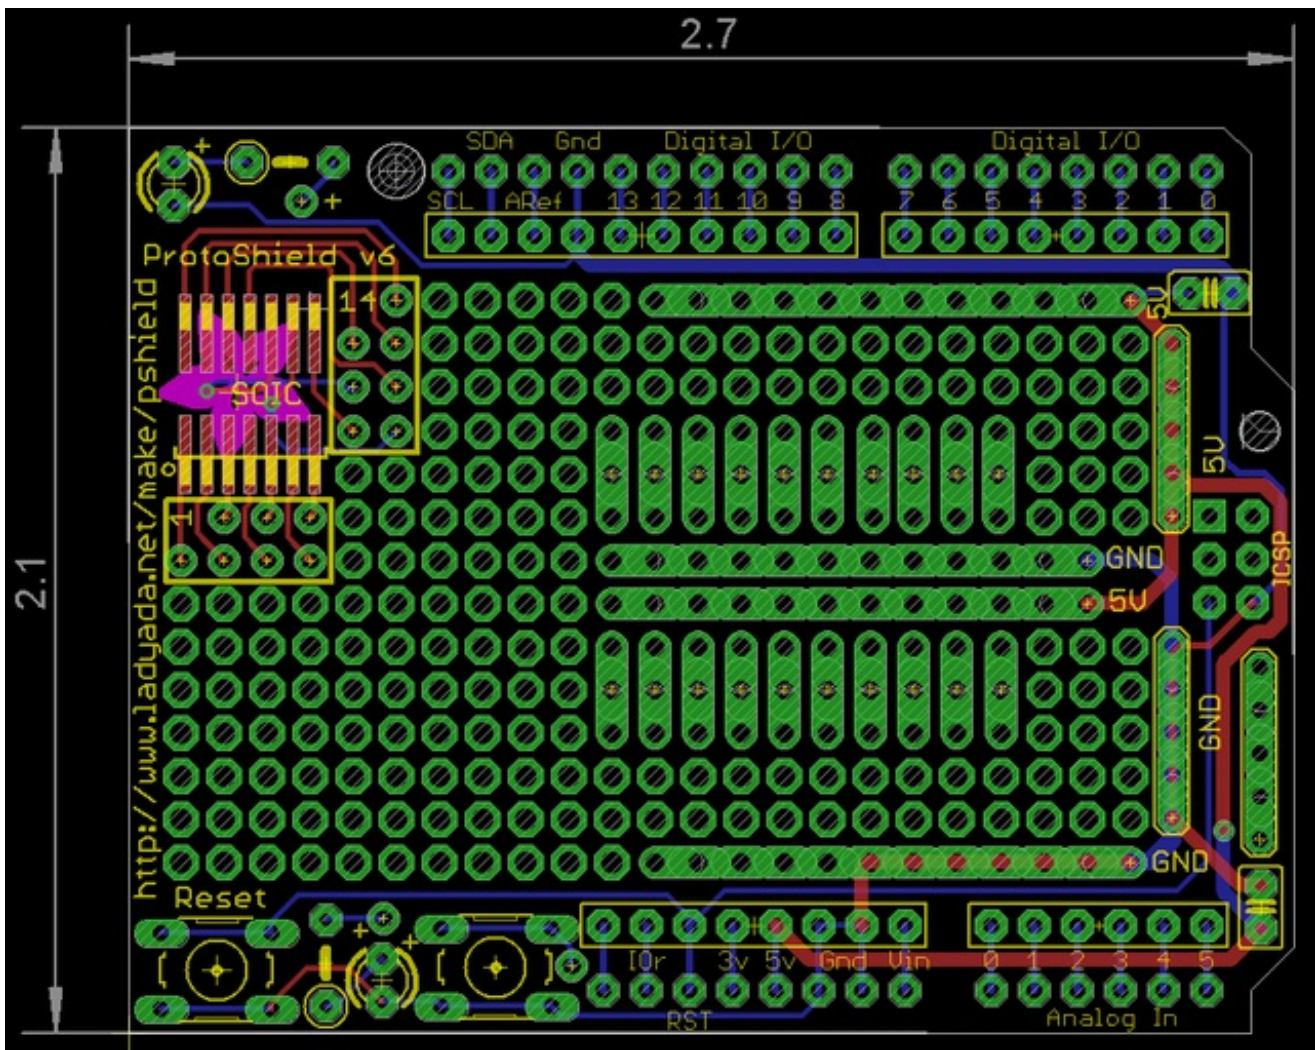 2.7
SDA Gnd Digital I/O Digital I/O
SCL ARef 13 12 11 10 9 8 7 6 5 4 3 2 1 0
ProtoShield v6
14
5V
SOIC
5V
1
GND
ICSP
5V
2.1
http://www.ladyada.net/make/pshield
GND
GND
Reset
IOr 3v 5v Gnd Vin 0 1 2 3 4 5
RST Analog In